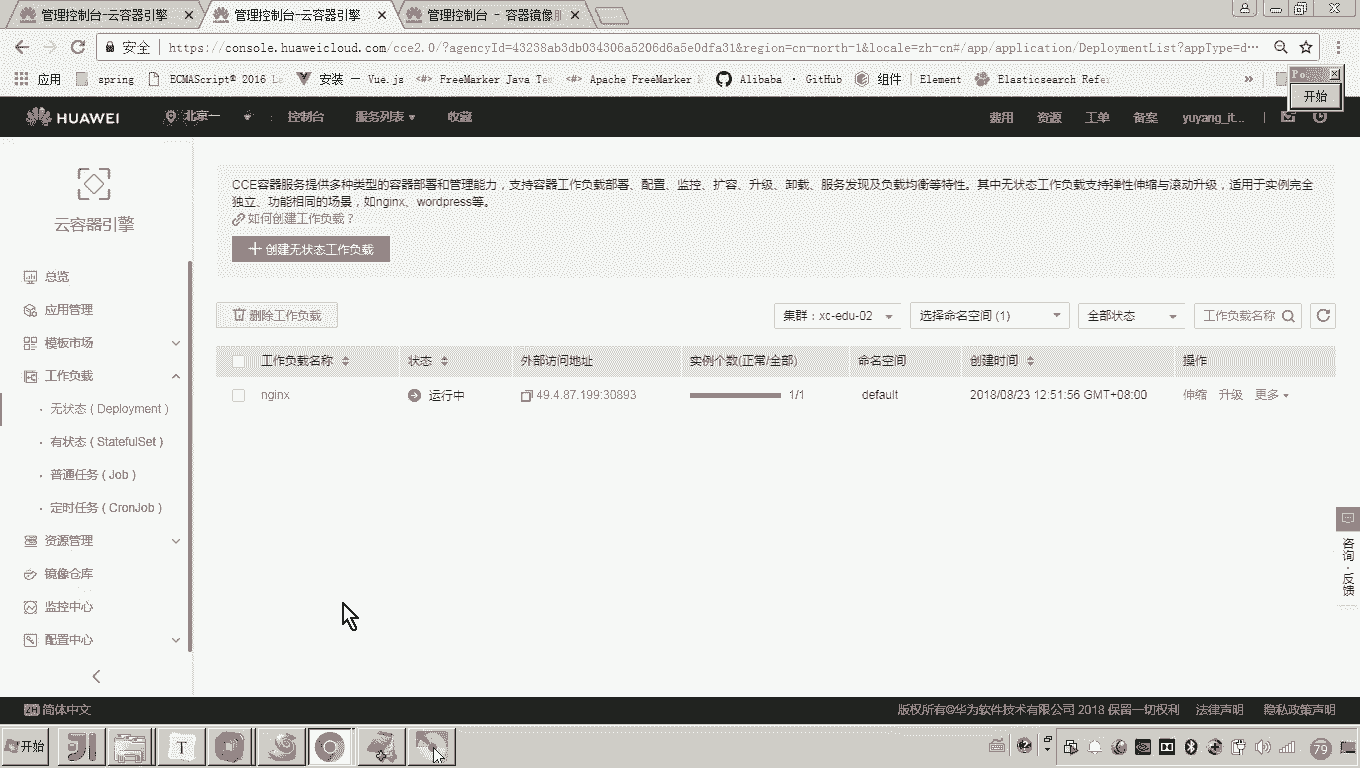 管理控制台-云容器引擎
管理控制台-云容器引擎
管理控制台 - 容器镜像
安全 https://console.huaweicloud.com/cce2.0/?agencyId=43238ab3db034306a5206d6a5e0dfa31&region=cn-north-1&locale=zh-cn#/app/application/DeploymentList?appType=d…
应用 spring ECMAScript® 2016 安装 — Vue.js FreeMarker Java Apache FreeMarker Alibaba · GitHub 组件 | Element Elasticsearch »
开始
HUAWEI 北京一 控制台 服务列表 收藏 费用 资源 工单 备案 yuyang_it...
云容器引擎
总览
应用管理
模板市场
工作负载
无状态 ( Deployment )
有状态 ( StatefulSet )
普通任务 ( Job )
定时任务 ( CronJob )
资源管理
镜像仓库
监控中心
配置中心
CCE容器服务提供多种类型的容器部署和管理能力，支持容器工作负载部署、配置、监控、扩容、升级、卸载、服务发现及负载均衡等特性。其中无状态工作负载支持弹性伸缩与滚动升级，适用于实例完全
独立、功能相同的场景，如nginx、wordpress等。
如何创建工作负载？
创建无状态工作负载
删除工作负载 集群：xc-edu-02 选择命名空间 (1) 全部状态 工作负载名称
工作负载名称 状态 外部访问地址 实例个数(正常/全部) 命名空间 创建时间 操作
nginx 运行中 49.4.87.199:30893 1/1 default 2018/08/23 12:51:56 GMT+08:00 伸缩 升级 更多
咨询·反馈
ZH 简体中文 版权所有©华为软件技术有限公司 2018 保留一切权利 法律声明 隐私政策声明
开始 T 79